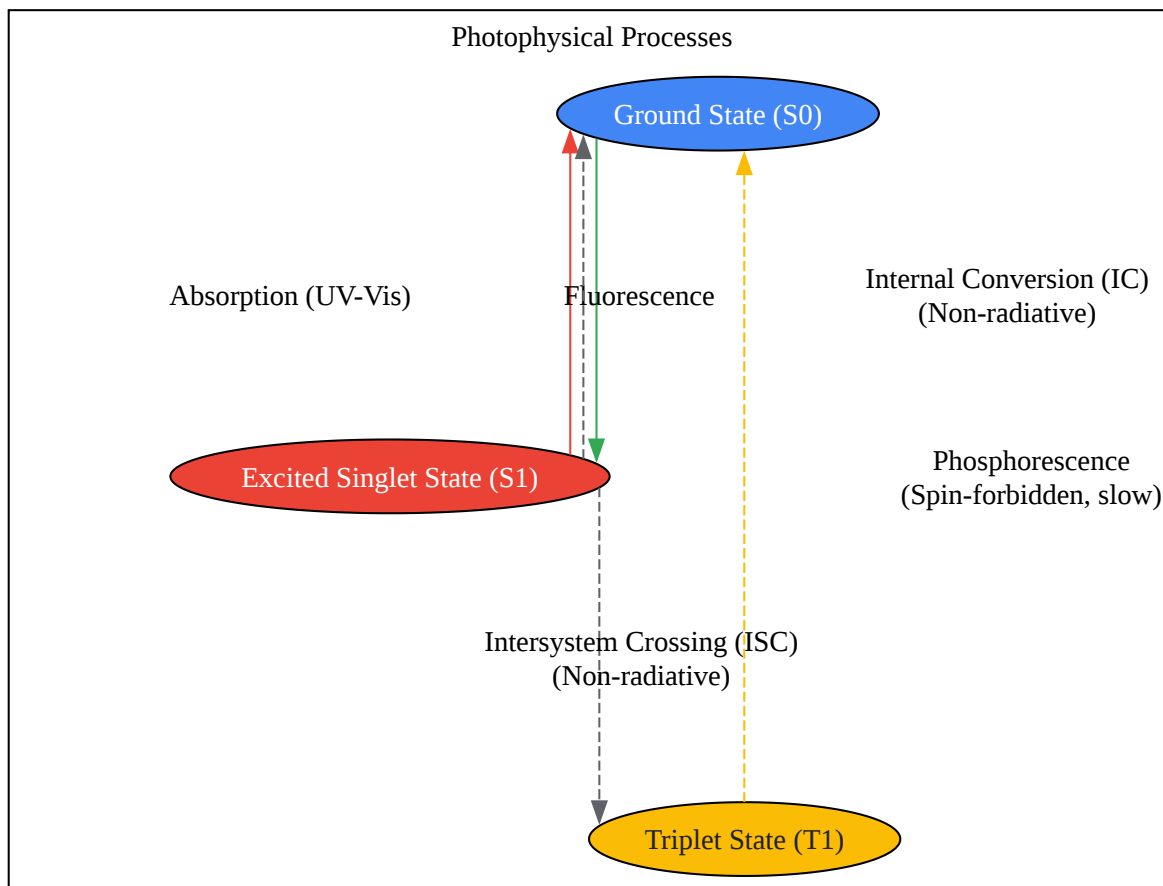 Photophysical Processes
Ground State (S0)
Absorption (UV-Vis)
Fluorescence
Internal Conversion (IC)
(Non-radiative)
Excited Singlet State (S1)
Phosphorescence
(Spin-forbidden, slow)
Intersystem Crossing (ISC)
(Non-radiative)
Triplet State (T1)